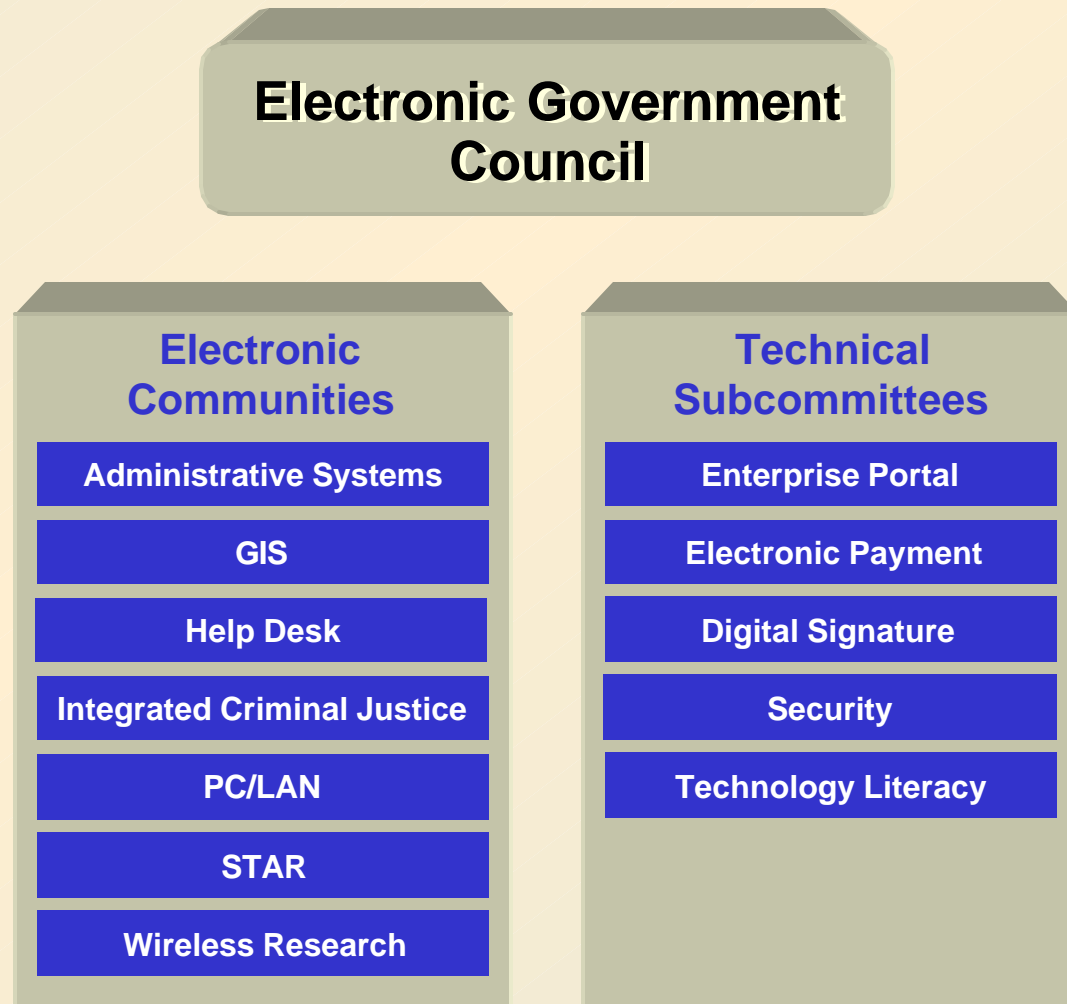 Electronic Government
Council
Electronic
Communities
Administrative Systems
GIS
Help Desk
Integrated Criminal Justice
PC/LAN
STAR
Wireless Research
Technical
Subcommittees
Enterprise Portal
Electronic Payment
Digital Signature
Security
Technology Literacy